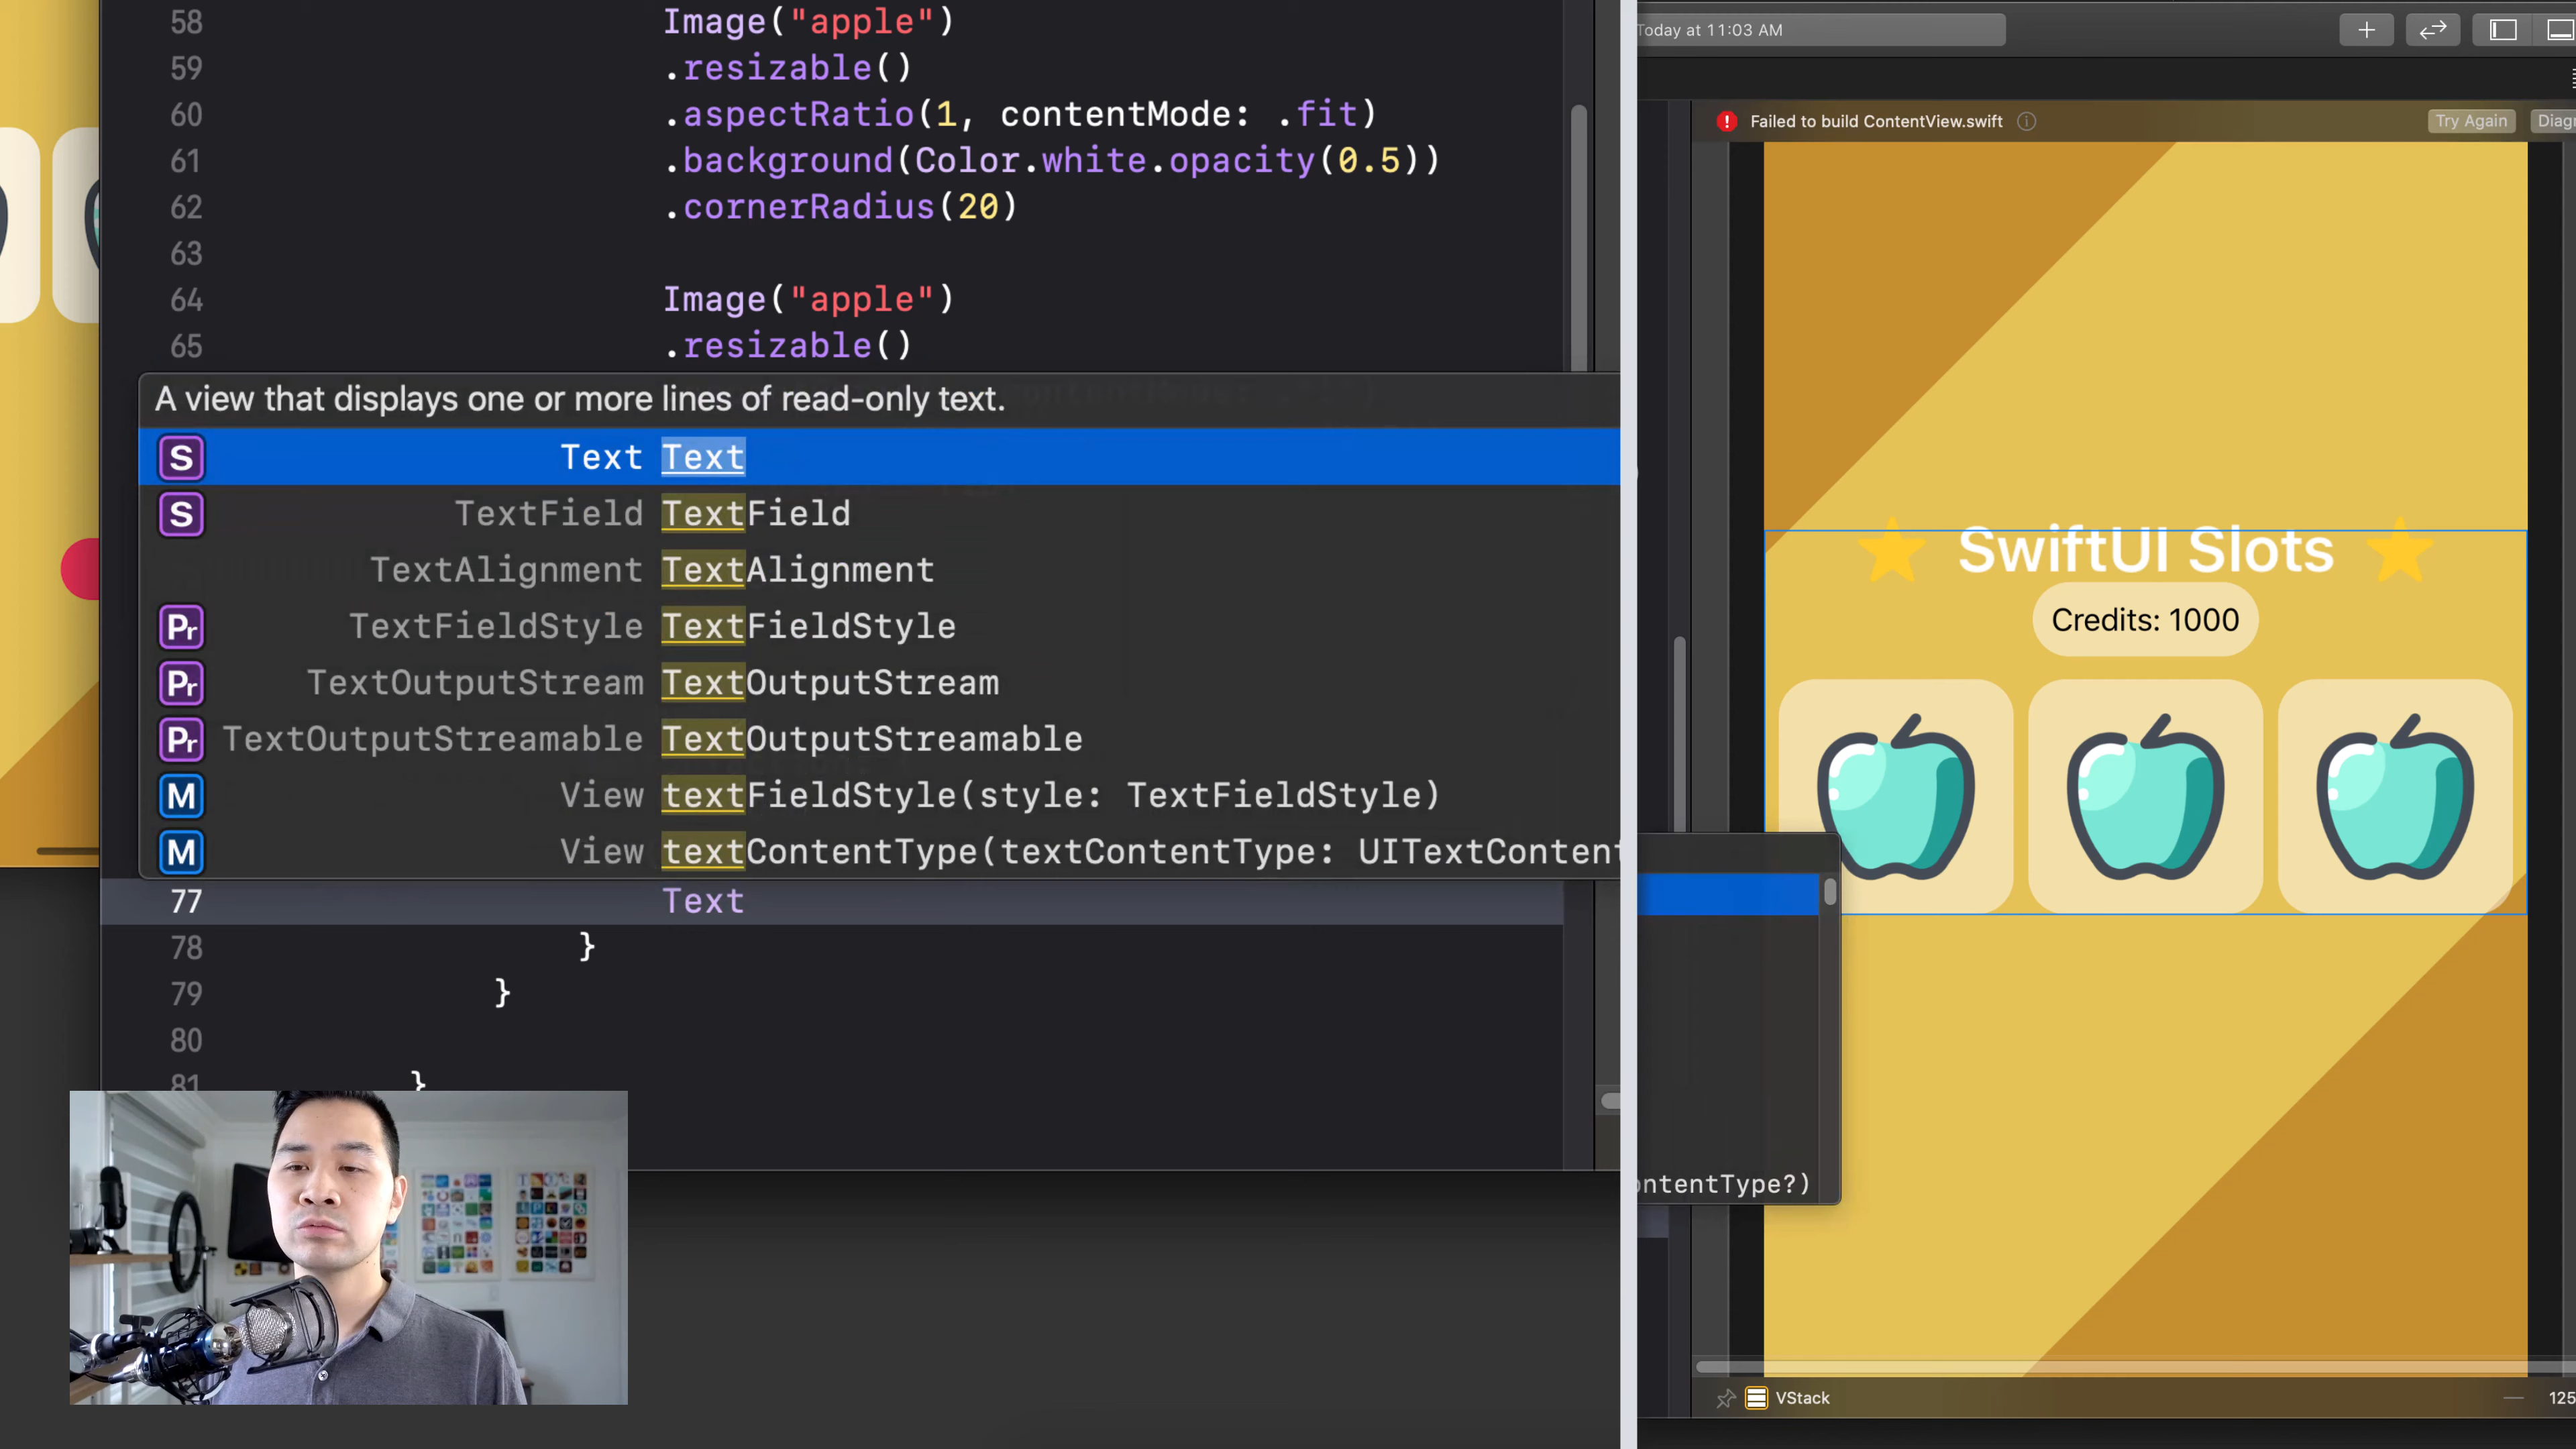 58 Image("apple")
59 .resizable()
60 .aspectRatio(1, contentMode: .fit)
61 .background(Color.white.opacity(0.5))
62 .cornerRadius(20)
63
64 Image("apple")
65 .resizable()
A view that displays one or more lines of read-only text.
S Text Text
S TextField TextField
TextAlignment TextAlignment
Pr TextFieldStyle TextFieldStyle
Pr TextOutputStream TextOutputStream
Pr TextOutputStreamable TextOutputStreamable
M View textFieldStyle(style: TextFieldStyle)
M View textContentType(textContentType: UITextContent
77 Text
78 }
79 }
80
81 }
Today at 11:03 AM
Failed to build ContentView.swift
Try Again
Diagn
SwiftUI Slots
Credits: 1000
ontentType?)
VStack
125